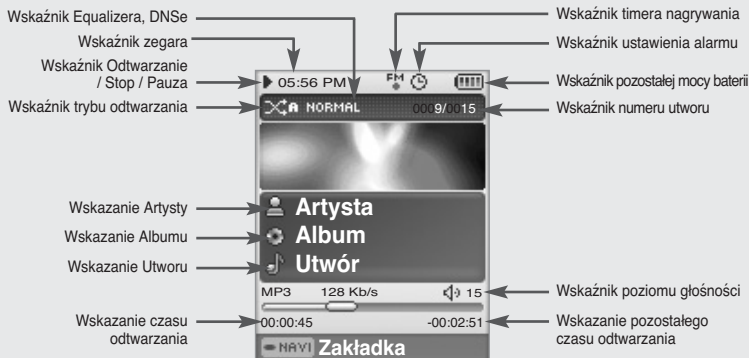 Wskaźnik Equalizera, DNSe
Wskaźnik zegara
Wskaźnik Odtwarzanie
/ Stop / Pauza
Wskaźnik trybu odtwarzania
Wskaźnik timera nagrywania
Wskaźnik ustawienia alarmu
Wskaźnik pozostałej mocy baterii
Wskaźnik numeru utworu
05:56 PM
FM
A NORMAL
0009/0015
Wskazanie Artysty
Artysta
Wskazanie Albumu
Album
Wskazanie Utworu
Utwór
MP3
128 Kb/s
15
Wskaźnik poziomu głośności
Wskazanie czasu
odtwarzania
00:00:45
-00:02:51
Wskazanie pozostałego
czasu odtwarzania
NAVI Zakładka